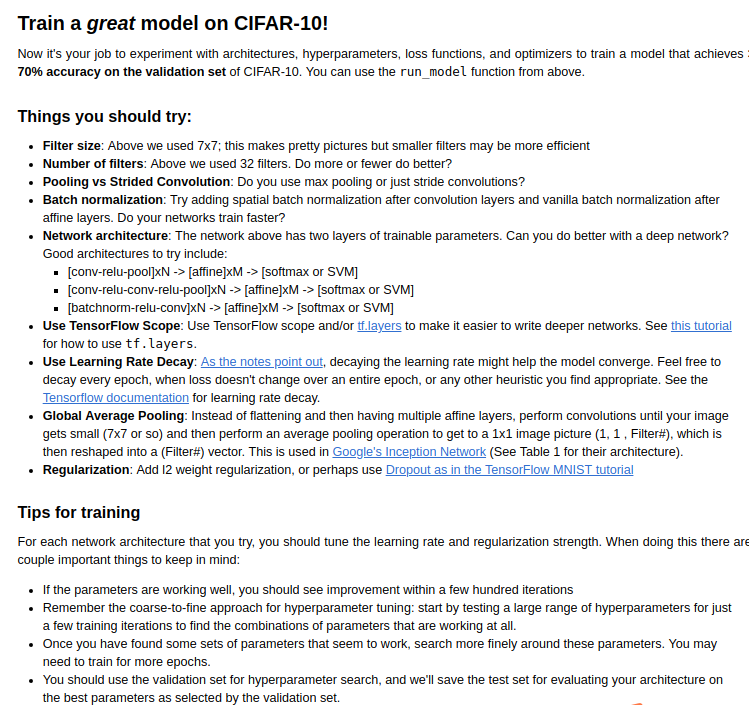 Train a great model on CIFAR-10!
Now it's your job to experiment with architectures, hyperparameters, loss functions, and optimizers to train a model that achieves
70% accuracy on the validation set of CIFAR-10. You can use the run_model function from above.
Things you should try:
• Filter size: Above we used 7x7; this makes pretty pictures but smaller filters may be more efficient
• Number of filters: Above we used 32 filters. Do more or fewer do better?
• Pooling vs Strided Convolution: Do you use max pooling or just stride convolutions?
• Batch normalization: Try adding spatial batch normalization after convolution layers and vanilla batch normalization after
affine layers. Do your networks train faster?
• Network architecture: The network above has two layers of trainable parameters. Can you do better with a deep network?
Good architectures to try include:
▪ [conv-relu-pool]xN -> [affine]xM -> [softmax or SVM]
▪ [conv-relu-conv-relu-pool]xN -> [affine]xM -> [softmax or SVM]
▪ [batchnorm-relu-conv]xN -> [affine]xM -> [softmax or SVM]
• Use TensorFlow Scope: Use TensorFlow scope and/or tf.layers to make it easier to write deeper networks. See this tutorial
for how to use tf.layers.
• Use Learning Rate Decay: As the notes point out, decaying the learning rate might help the model converge. Feel free to
decay every epoch, when loss doesn't change over an entire epoch, or any other heuristic you find appropriate. See the
Tensorflow documentation for learning rate decay.
• Global Average Pooling: Instead of flattening and then having multiple affine layers, perform convolutions until your image
gets small (7x7 or so) and then perform an average pooling operation to get to a 1x1 image picture (1, 1 , Filter#), which is
then reshaped into a (Filter#) vector. This is used in Google's Inception Network (See Table 1 for their architecture).
• Regularization: Add l2 weight regularization, or perhaps use Dropout as in the TensorFlow MNIST tutorial
Tips for training
For each network architecture that you try, you should tune the learning rate and regularization strength. When doing this there are
couple important things to keep in mind:
• If the parameters are working well, you should see improvement within a few hundred iterations
• Remember the coarse-to-fine approach for hyperparameter tuning: start by testing a large range of hyperparameters for just
a few training iterations to find the combinations of parameters that are working at all.
• Once you have found some sets of parameters that seem to work, search more finely around these parameters. You may
need to train for more epochs.
• You should use the validation set for hyperparameter search, and we'll save the test set for evaluating your architecture on
the best parameters as selected by the validation set.